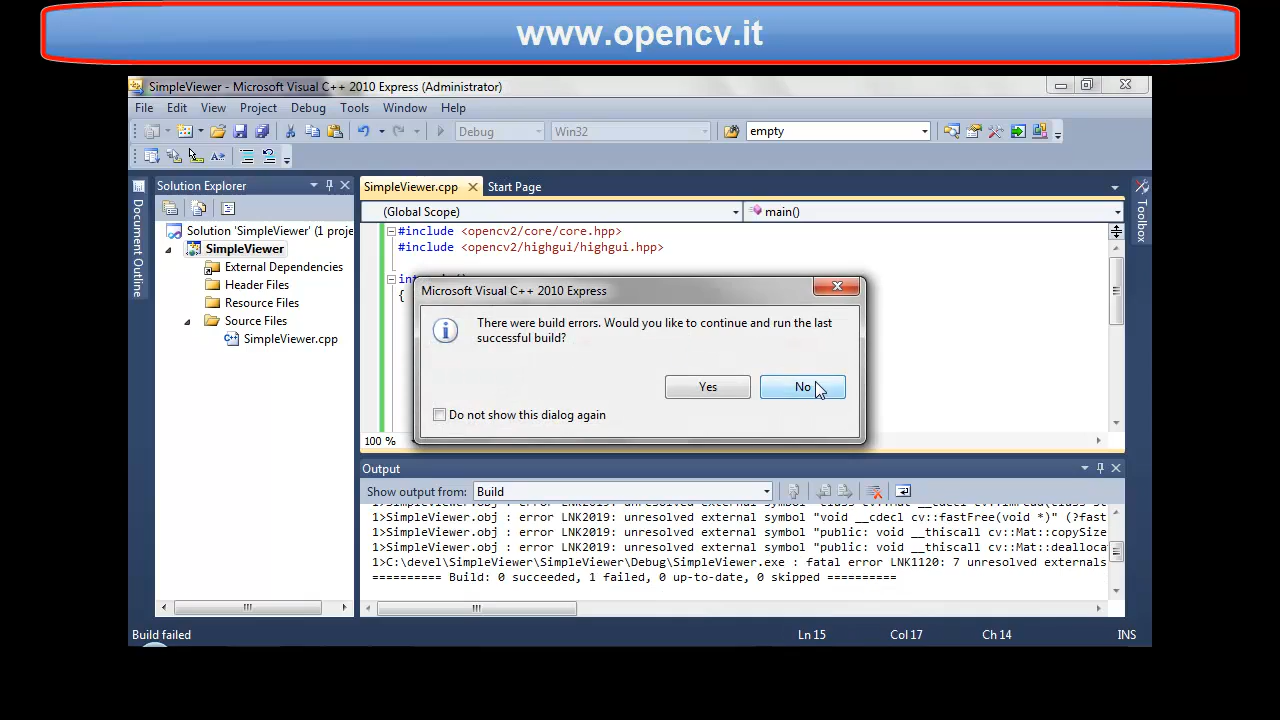 www.opencv.it
SimpleViewer - Microsoft Visual C++ 2010 Express (Administrator)
File Edit View Project Debug Tools Window Help
Debug Win32 empty
Document Outline
Solution Explorer
Solution 'SimpleViewer' (1 proje
SimpleViewer
External Dependencies
Header Files
Resource Files
Source Files
SimpleViewer.cpp
SimpleViewer.cpp Start Page
(Global Scope) main()
#include <opencv2/core/core.hpp>
#include <opencv2/highgui/highgui.hpp>
{
Toolbox
Microsoft Visual C++ 2010 Express
There were build errors. Would you like to continue and run the last
successful build?
Yes No
Do not show this dialog again
100 %
Output
Show output from: Build
1>SimpleViewer.obj : error LNK2019: unresolved external symbol "void __cdecl cv::fastFree(void *)" (?fast
1>SimpleViewer.obj : error LNK2019: unresolved external symbol "public: void __thiscall cv::Mat::copySize
1>SimpleViewer.obj : error LNK2019: unresolved external symbol "public: void __thiscall cv::Mat::dealloca
1>C:\devel\SimpleViewer\SimpleViewer\Debug\SimpleViewer.exe : fatal error LNK1120: 7 unresolved externals
========== Build: 0 succeeded, 1 failed, 0 up-to-date, 0 skipped ==========
Build failed Ln 15 Col 17 Ch 14 INS